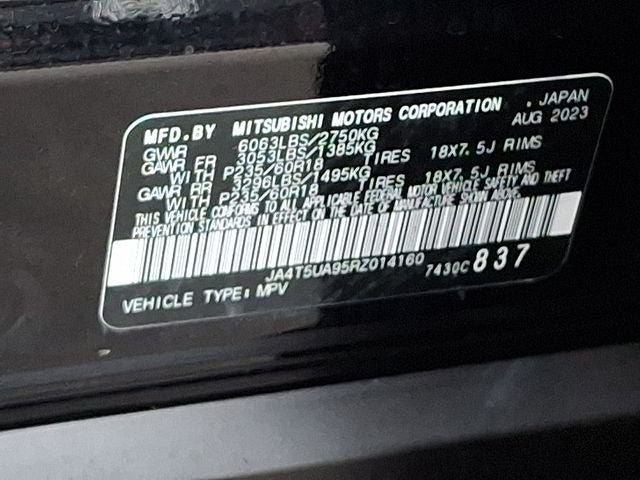 MFD.BY MITSUBISHI MOTORS CORPORATION . JAPAN
AUG 2023
GVWR 6063LBS/2750KG
GAWR FR 3053LBS/1385KG
WITH P235/60R18 TIRES 18X7.5J RIMS
GAWR RR 3296LBS/1495KG
WITH P235/60R18 TIRES 18X7.5J RIMS
THIS VEHICLE CONFORMS TO ALL APPLICABLE FEDERAL MOTOR VEHICLE SAFETY AND THEFT
PREVENTION STANDARDS IN EFFECT ON THE DATE OF MANUFACTURE SHOWN ABOVE.
JA4T5UA95RZ014160
7430C 837
VEHICLE TYPE: MPV